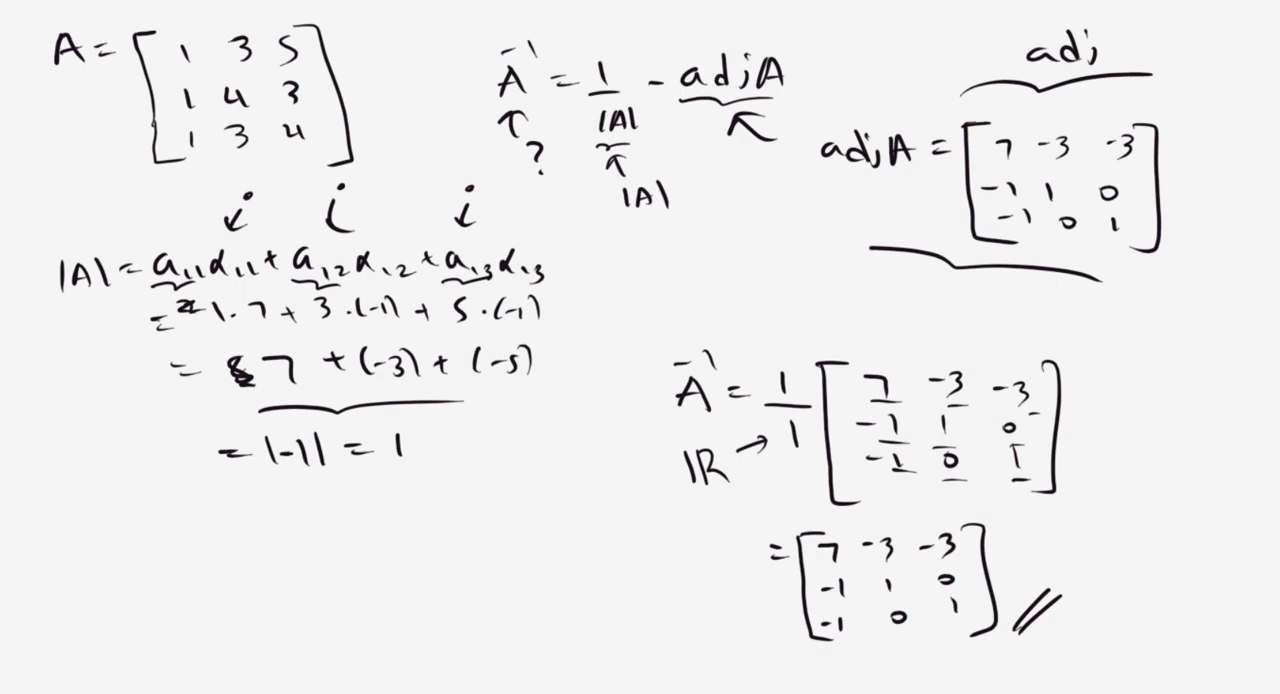 A = [ 1 3 5
1 4 3
1 3 4 ]
A⁻¹ = 1/|A| - adjA
↑ ?
↑ |A|
↖
adj
adjA = [ 7 -3 -3
-1 1 0
-1 0 1 ]
↓ ↓ ↓
|A| = a₁₁α₁₁ + a₁₂α₁₂ + a₁₃α₁₃
= 1·7 + 3·(-1) + 5·(-1)
= 7 + (-3) + (-5)
= |-1| = 1
A⁻¹ = 1/1 [ 7 -3 -3
-1 1 0
-1 0 1 ]
IR →
= [ 7 -3 -3
-1 1 0
-1 0 1 ] //